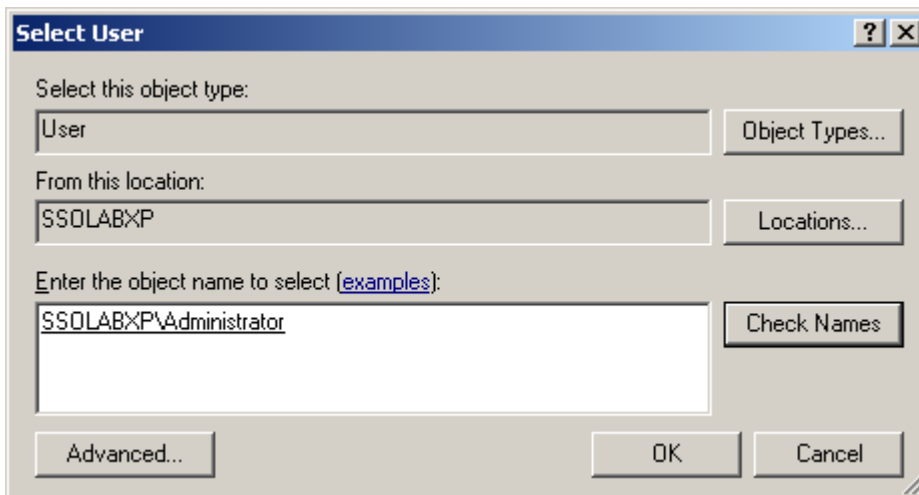 Select User
Select this object type:
User
Object Types...
From this location:
SSOLABXP
Locations...
Enter the object name to select (examples):
SSOLABXP\Administrator
Check Names
Advanced...
OK
Cancel